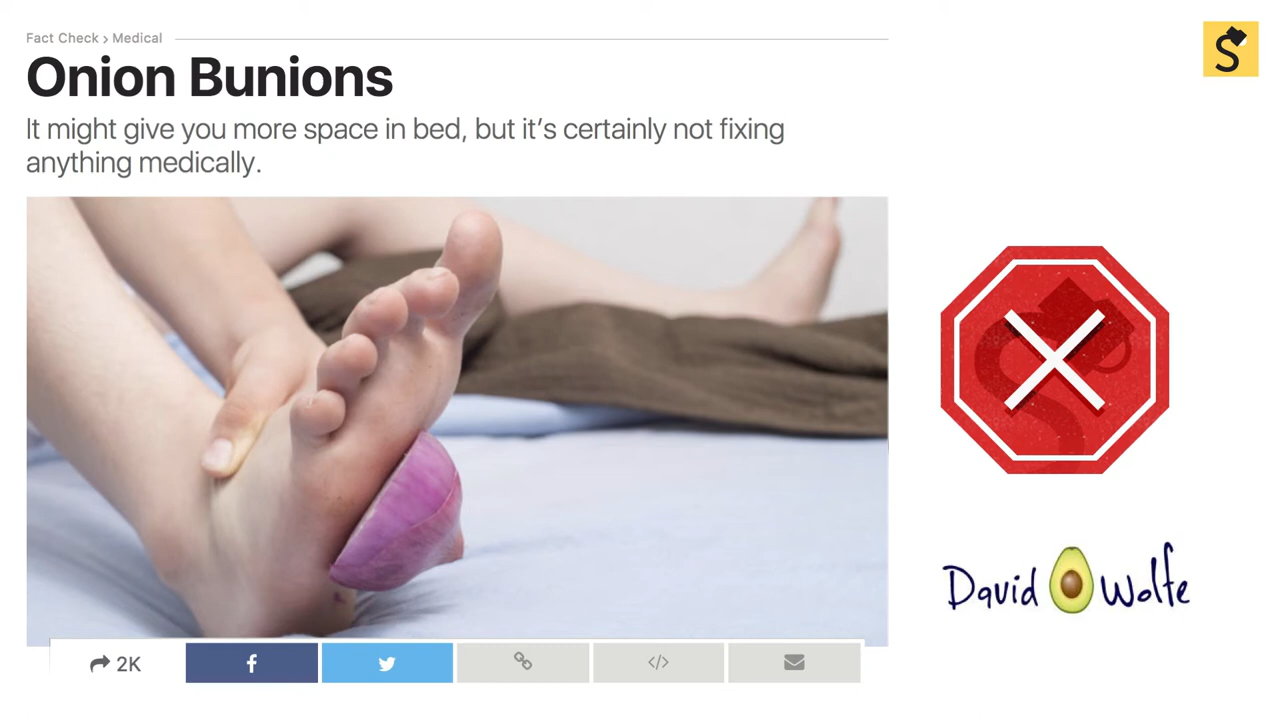 Fact Check > Medical
Onion Bunions
It might give you more space in bed, but it's certainly not fixing
anything medically.
2K
David Wolfe